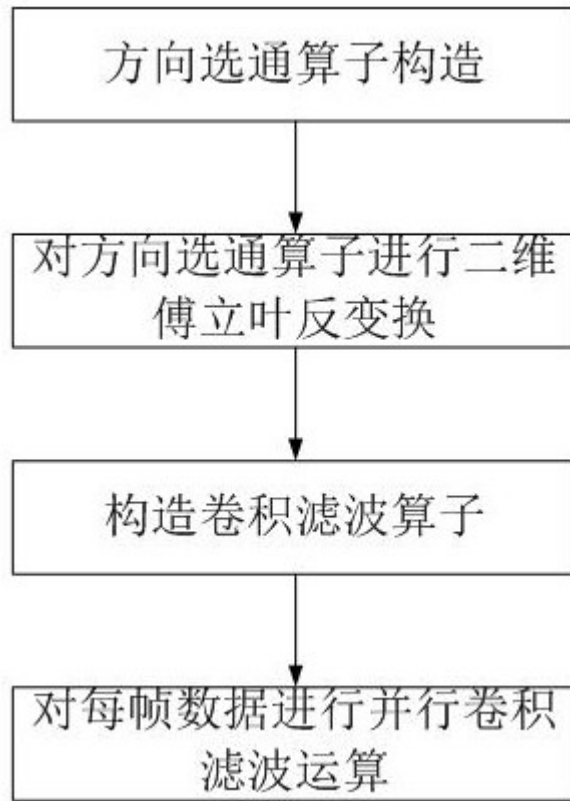 方向选通算子构造
对方向选通算子进行二维
傅立叶反变换
构造卷积滤波算子
对每帧数据进行并行卷积
滤波运算